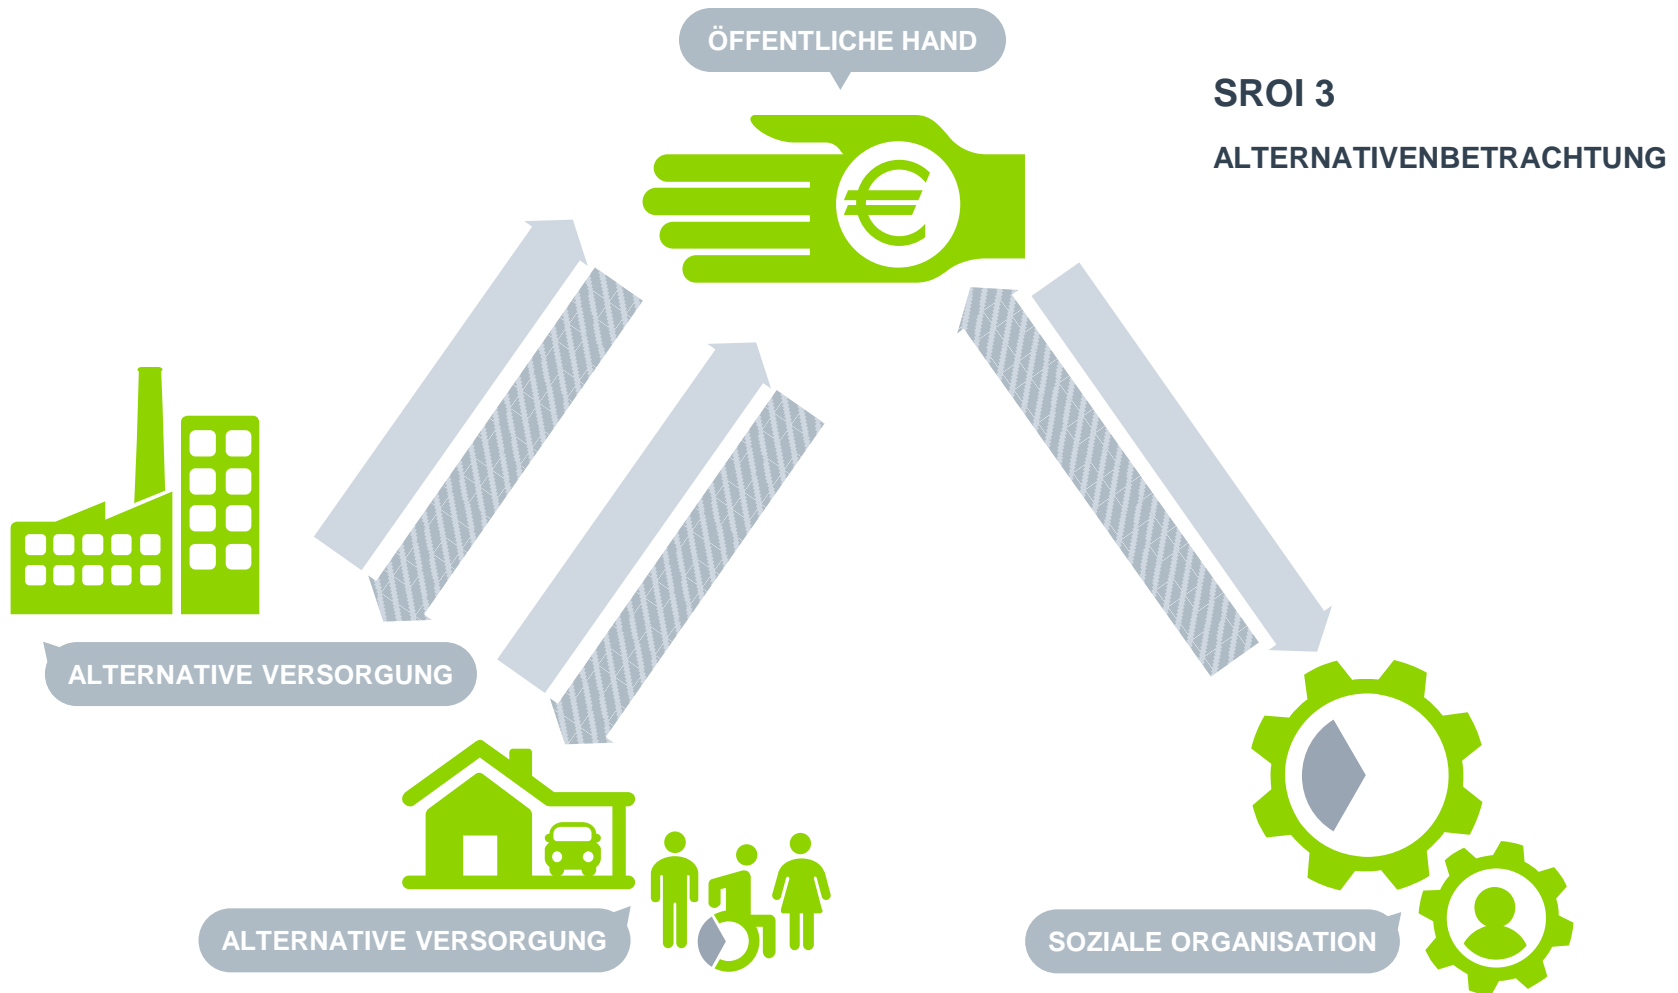 ÖFFENTLICHE HAND
SROI 3
ALTERNATIVENBETRACHTUNG
€
ALTERNATIVE VERSORGUNG
ALTERNATIVE VERSORGUNG
SOZIALE ORGANISATION